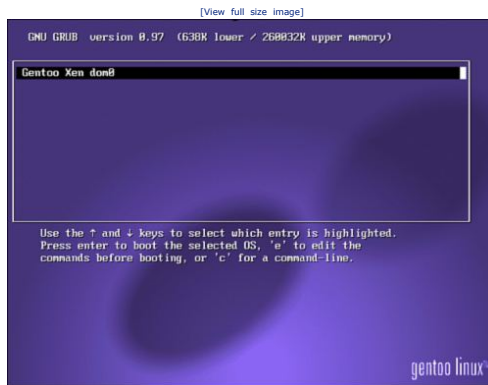 [View full size image]
GNU GRUB version 0.97 (638K lower / 260032K upper memory)
Gentoo Xen dom0
Use the ↑ and ↓ keys to select which entry is highlighted.
Press enter to boot the selected OS, 'e' to edit the
commands before booting, or 'c' for a command-line.
gentoo linux